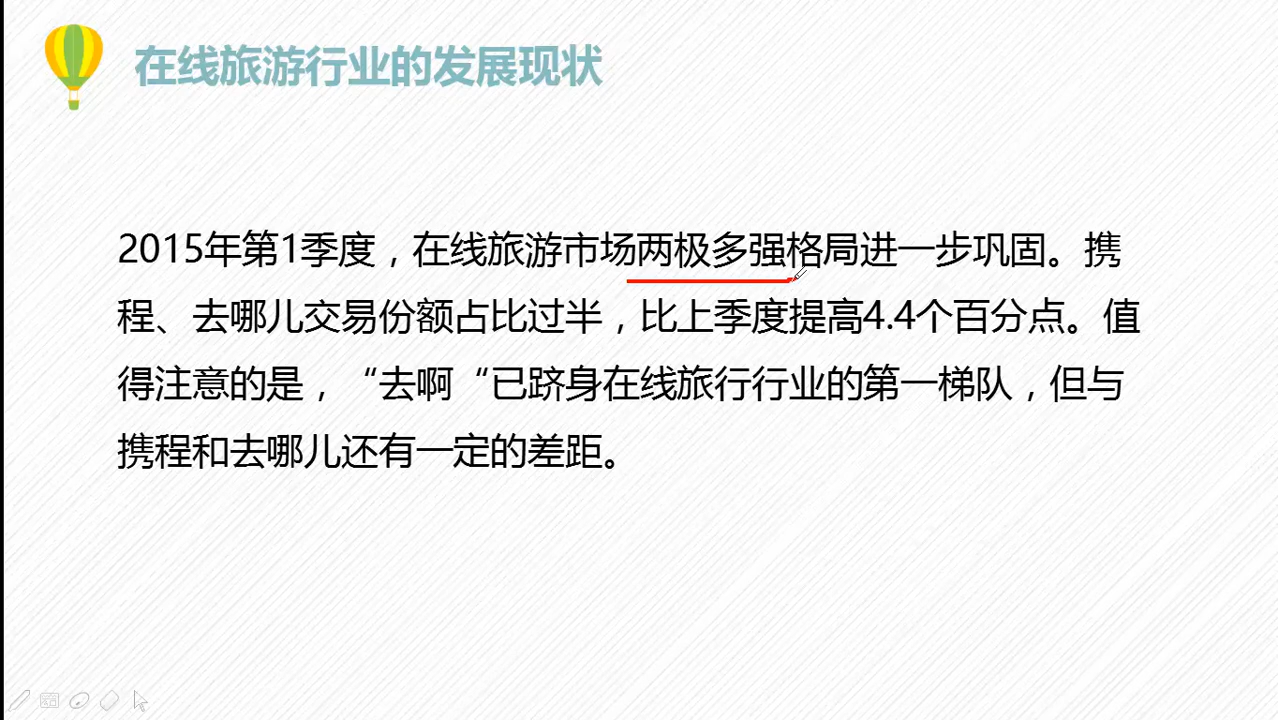 在线旅游行业的发展现状
2015年第1季度，在线旅游市场两极多强格局进一步巩固。携
程、去哪儿交易份额占比过半，比上季度提高4.4个百分点。值
得注意的是，“去啊“已跻身在线旅行行业的第一梯队，但与
携程和去哪儿还有一定的差距。